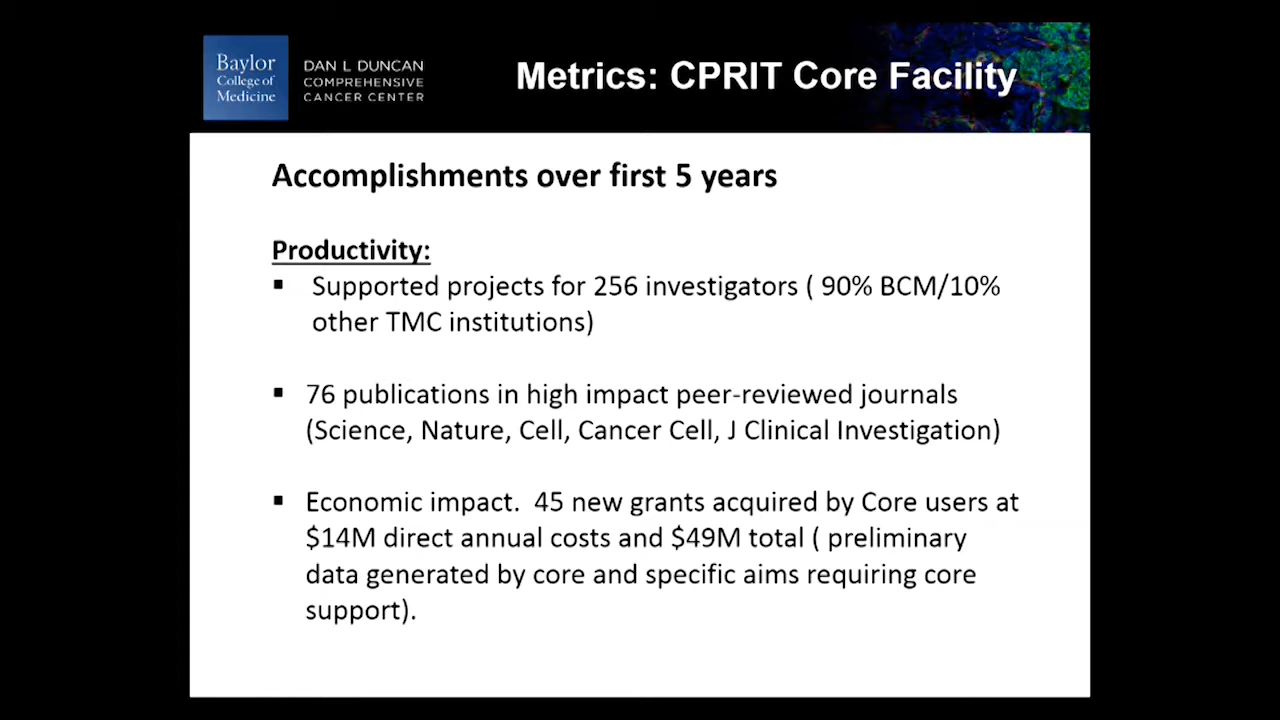 Baylor
College of
Medicine
DAN L DUNCAN
COMPREHENSIVE
CANCER CENTER
Metrics: CPRIT Core Facility
Accomplishments over first 5 years
Productivity:
▪ Supported projects for 256 investigators ( 90% BCM/10%
other TMC institutions)
▪ 76 publications in high impact peer-reviewed journals
(Science, Nature, Cell, Cancer Cell, J Clinical Investigation)
▪ Economic impact.  45 new grants acquired by Core users at
$14M direct annual costs and $49M total ( preliminary
data generated by core and specific aims requiring core
support).